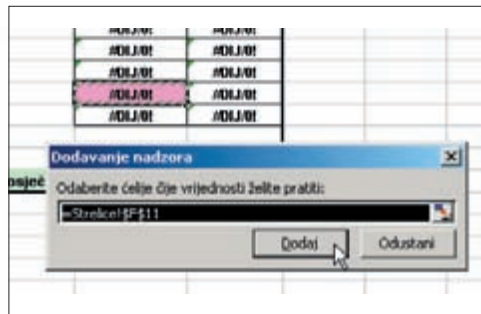 #DIJ/0! #DIJ/0!
#DIJ/0! #DIJ/0!
#DIJ/0! #DIJ/0!
#DIJ/0! #DIJ/0!
#DIJ/0! #DIJ/0!
Dodavanje nadzora
osječ
Odaberite ćelije čije vrijednosti želite pratiti:
=Strelice!$F$11
Dodaj Odustani